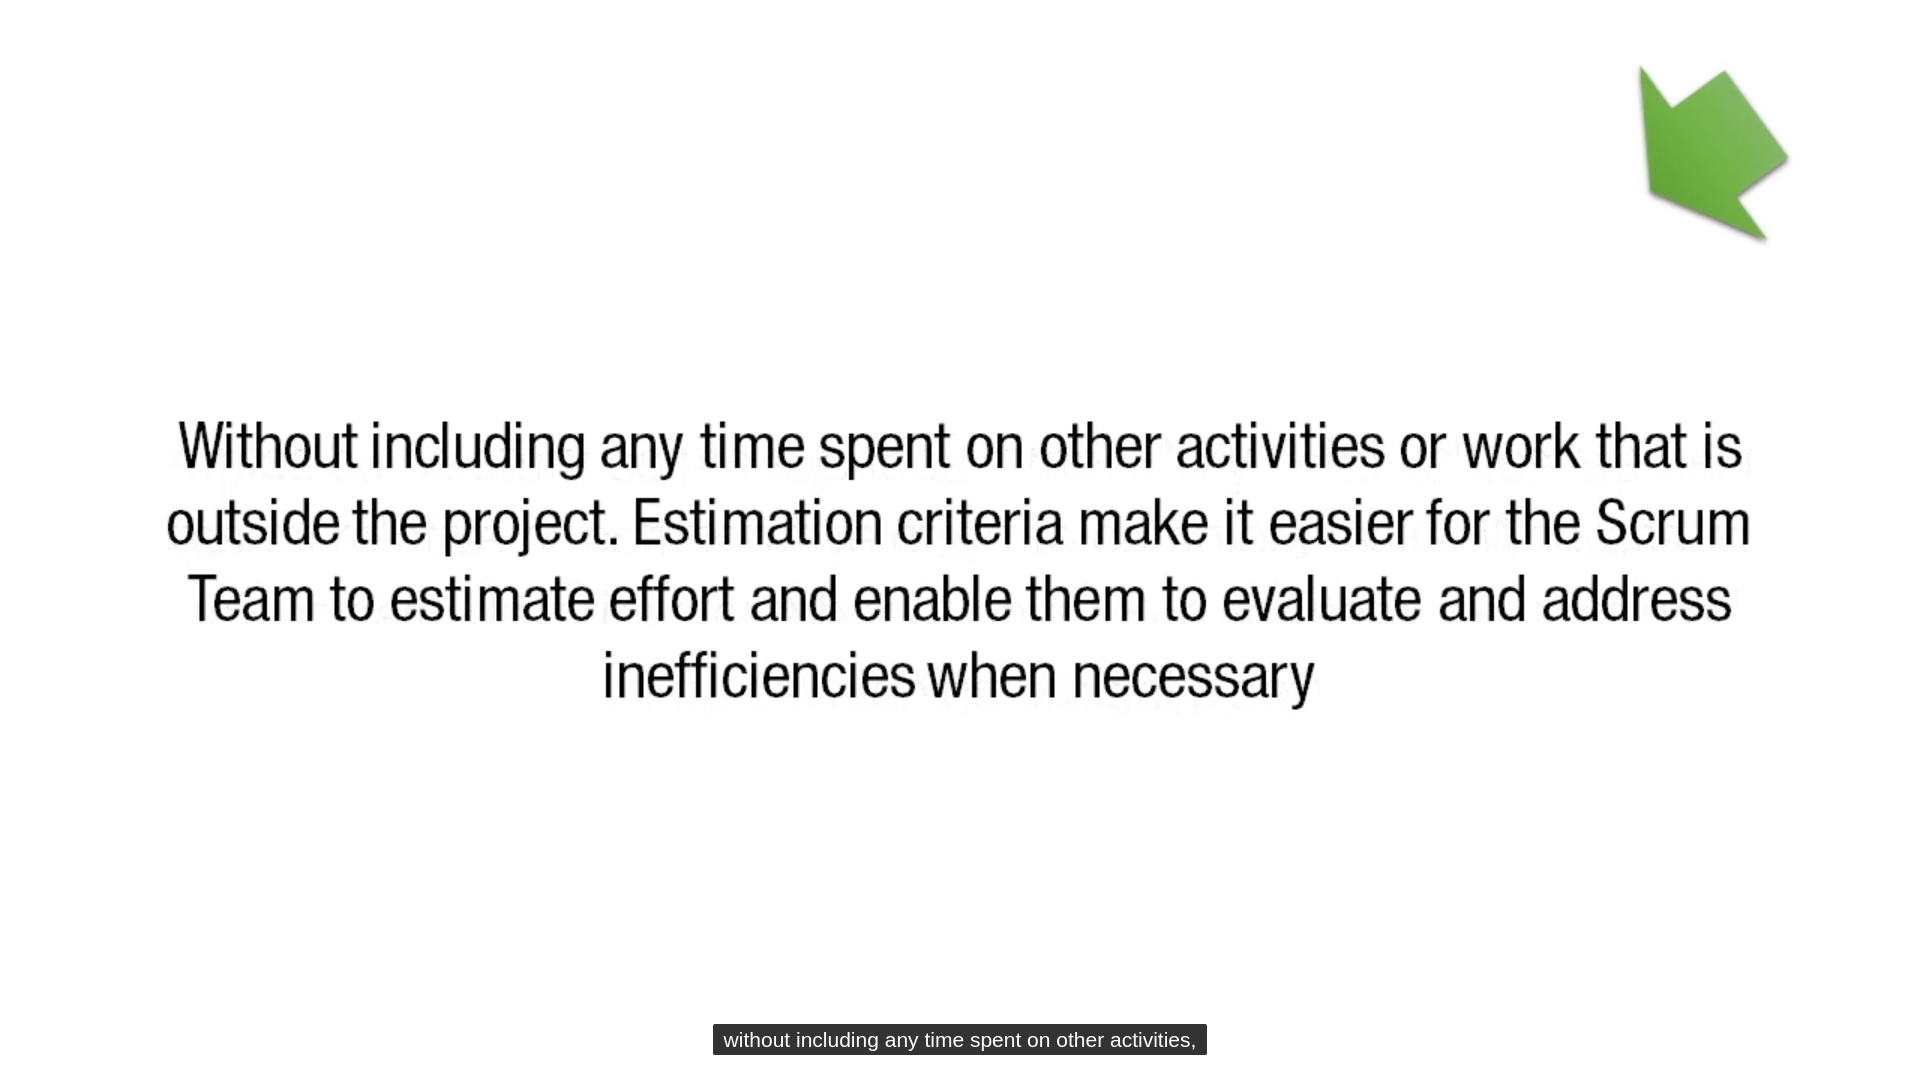 Without including any time spent on other activities or work that is
outside the project. Estimation criteria make it easier for the Scrum
Team to estimate effort and enable them to evaluate and address
inefficiencies when necessary
without including any time spent on other activities,